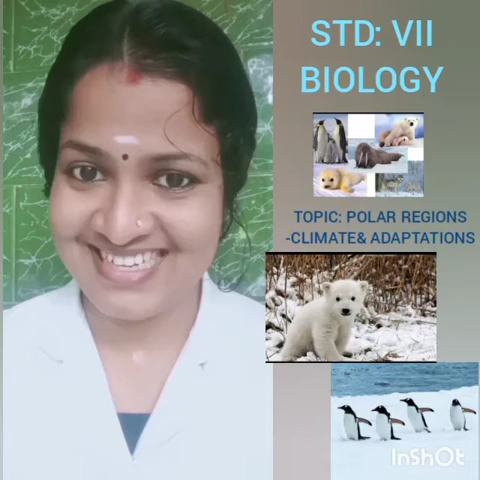 STD: VII
BIOLOGY
TOPIC: POLAR REGIONS
-CLIMATE& ADAPTATIONS
InShOt